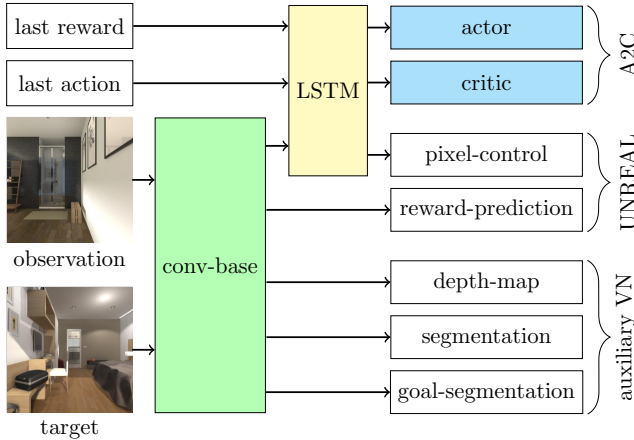 last reward
last action
observation
target
conv-base
LSTM
actor
critic
pixel-control
reward-prediction
depth-map
segmentation
goal-segmentation
A2C
UNREAL
auxiliary VN